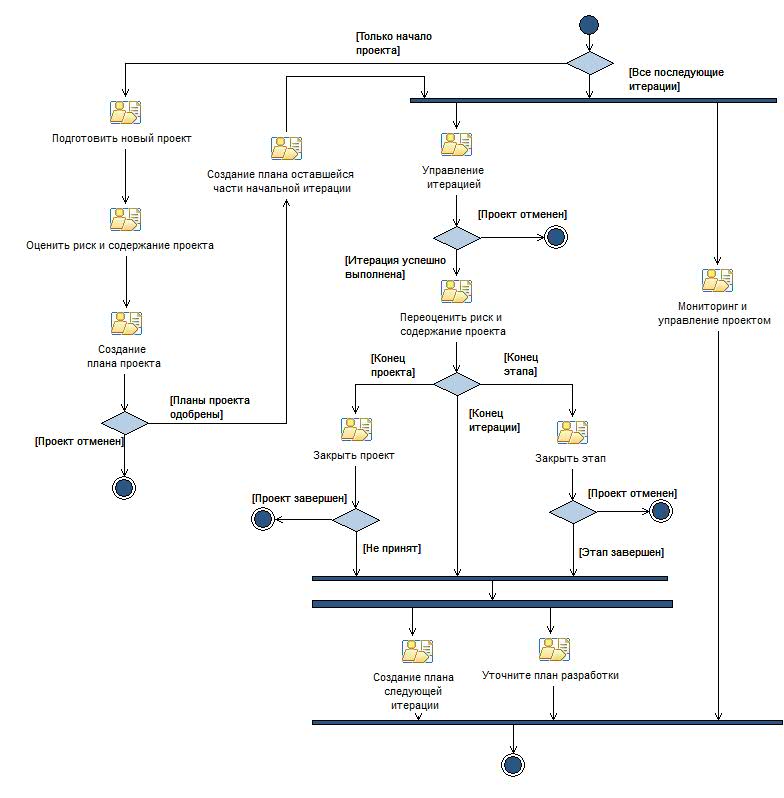 [Только начало
проекта]
[Все последующие
итерации]
Подготовить новый проект
Создание плана оставшейся
части начальной итерации
Управление
итерацией
[Проект отменен]
Оценить риск и содержание проекта
[Итерация успешно
выполнена]
Мониторинг и
управление проектом
Переоценить риск и
содержание проекта
Создание
плана проекта
[Конец
проекта]
[Конец
этапа]
[Планы проекта
одобрены]
[Конец
итерации]
[Проект отменен]
Закрыть проект
Закрыть этап
[Проект завершен]
[Проект отменен]
[Не принят]
[Этап завершен]
Создание плана
следующей
итерации
Уточните план разработки